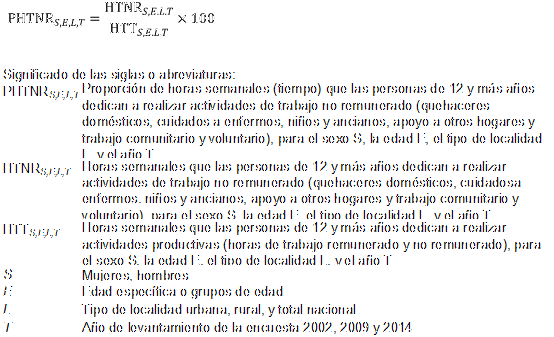 PHTNR_{S,E,L,T} = HTNR_{S,E,L,T} / HTT_{S,E,L,T} × 100
Significado de las siglas o abreviaturas:
PHTNR_{S,E,L,T} Proporción de horas semanales (tiempo) que las personas de 12 y más años
dedican a realizar actividades de trabajo no remunerado (quehaceres
domésticos, cuidados a enfermos, niños y ancianos, apoyo a otros hogares y
trabajo comunitario y voluntario), para el sexo S, la edad E, el tipo de localidad
L, y el año T
HTNR_{S,E,L,T} Horas semanales que las personas de 12 y más años dedican a realizar
actividades de trabajo no remunerado (quehaceres domésticos, cuidadosa
enfermos, niños y ancianos, apoyo a otros hogares y trabajo comunitario y
voluntario), para el sexo S, la edad E, el tipo de localidad L, y el año T
HTT_{S,E,L,T} Horas semanales que las personas de 12 y más años dedican a realizar
actividades productivas (horas de trabajo remunerado y no remunerado), para
el sexo S, la edad E, el tipo de localidad L, y el año T
S Mujeres, hombres
E Edad específica o grupos de edad
L Tipo de localidad urbana, rural, y total nacional
T Año de levantamiento de la encuesta 2002, 2009 y 2014